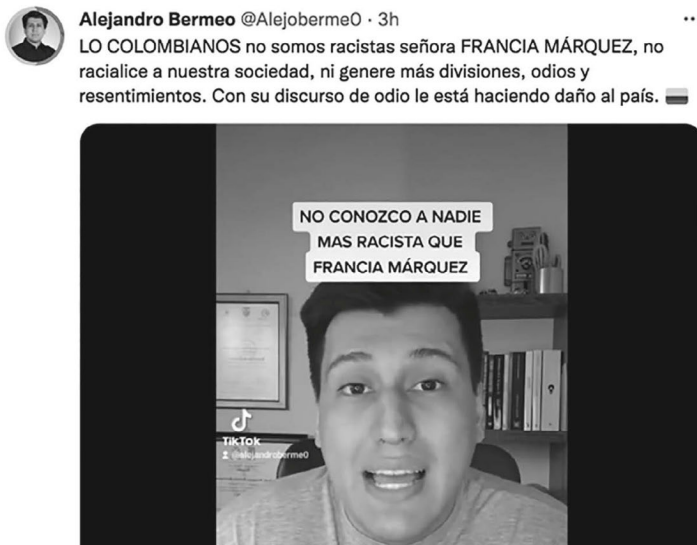 Alejandro Bermeo @Alejoberme0 · 3h
LO COLOMBIANOS no somos racistas señora FRANCIA MÁRQUEZ, no
racialice a nuestra sociedad, ni genere más divisiones, odios y
resentimientos. Con su discurso de odio le está haciendo daño al país.
NO CONOZCO A NADIE
MAS RACISTA QUE
FRANCIA MÁRQUEZ
TikTok
@alejandroberme0